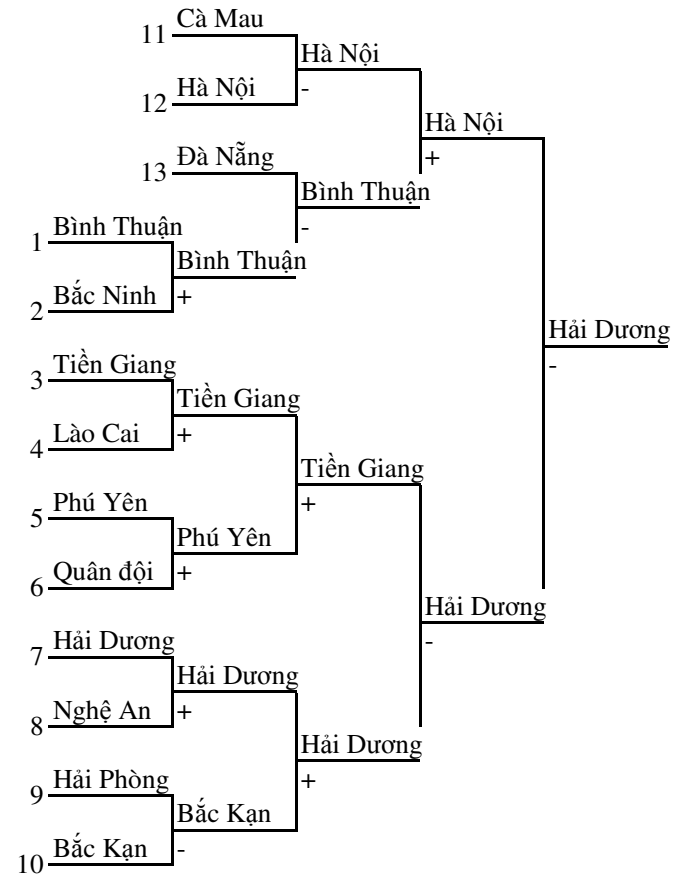 11 Cà Mau
Hà Nội
12 Hà Nội -
Hà Nội
13 Đà Nẵng +
Bình Thuận
1 Bình Thuận -
Bình Thuận
2 Bắc Ninh +
Hải Dương
3 Tiền Giang -
Tiền Giang
4 Lào Cai +
Tiền Giang
5 Phú Yên +
Phú Yên
6 Quân đội +
Hải Dương
7 Hải Dương -
Hải Dương
8 Nghệ An +
Hải Dương
9 Hải Phòng +
Bắc Kạn
10 Bắc Kạn -